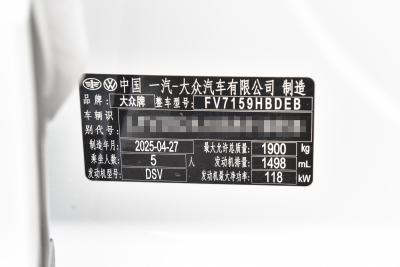 中国 一汽-大众汽车有限公司 制造
品牌 大众牌 整车型号 FV7159HBDEB
车辆识别代号
制造年月 2025-04-27 最大允许总质量 1900 kg
乘坐人数 5 人 发动机排量 1498 mL
发动机型号 DSV 发动机最大净功率 118 kW